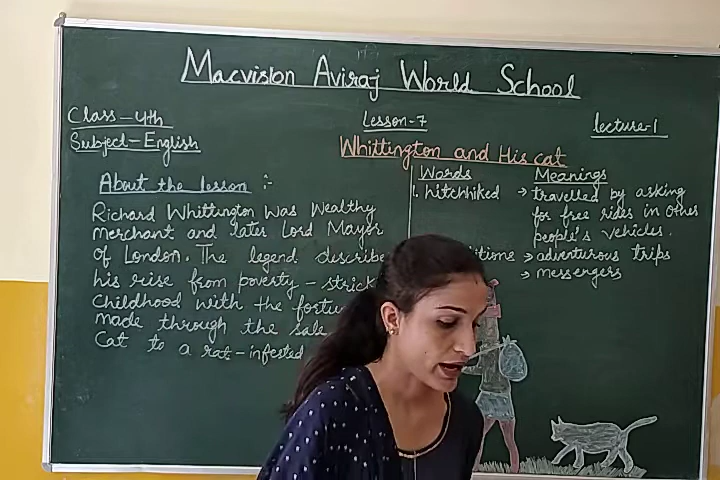 Macvision Aviraj World School
Class-4th
Lesson-7
Lecture-1
Subject-English
Whittington and His cat
About the lesson :-
Richard Whittington was Wealthy
merchant and later Lord Mayor
of London. The legend describe
his rise from poverty - strick
Childhood with the fortu
made through the sale
Cat to a rat-infested
Words
Meanings
1. hitchhiked → travelled by asking
for free rides in other
people's vehicles.
itions → adventurous trips
→ messengers